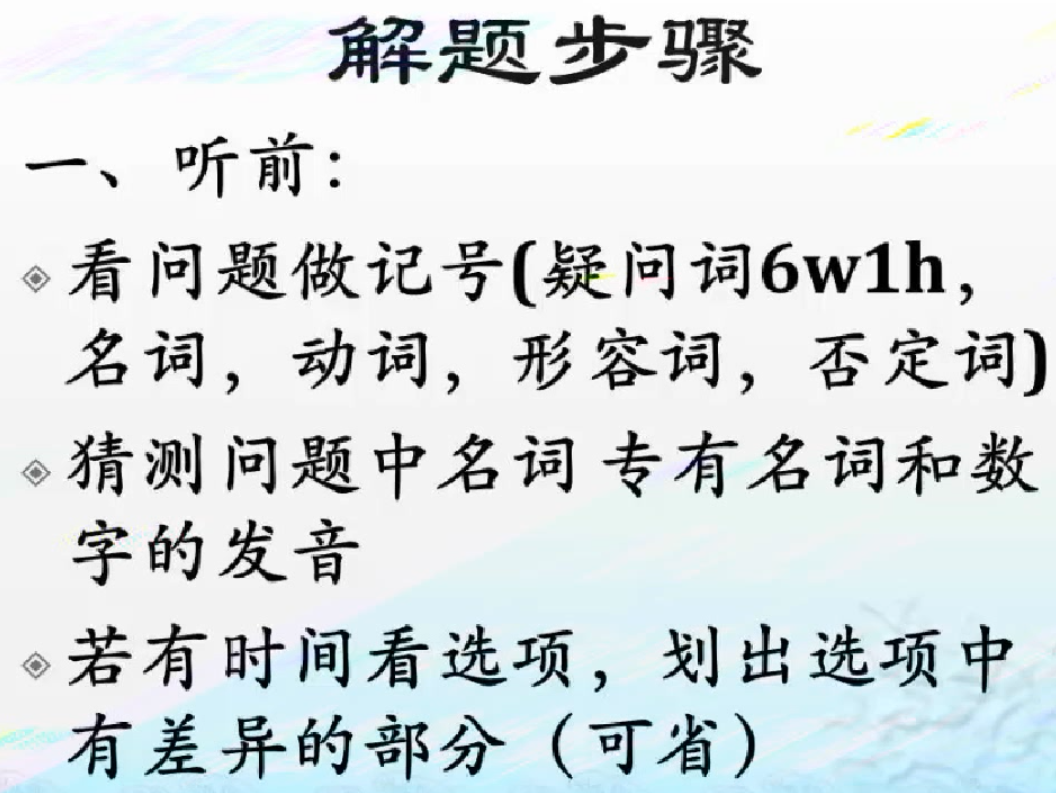 解题步骤
一、听前：
看问题做记号(疑问词6w1h，
名词，动词，形容词，否定词)
猜测问题中名词 专有名词和数
字的发音
若有时间看选项，划出选项中
有差异的部分（可省）